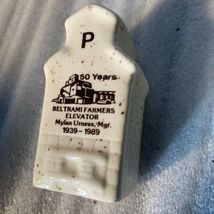 P
50 Years
BELTRAMI FARMERS
ELEVATOR
Mylan Urness, Mgr.
1939 - 1989